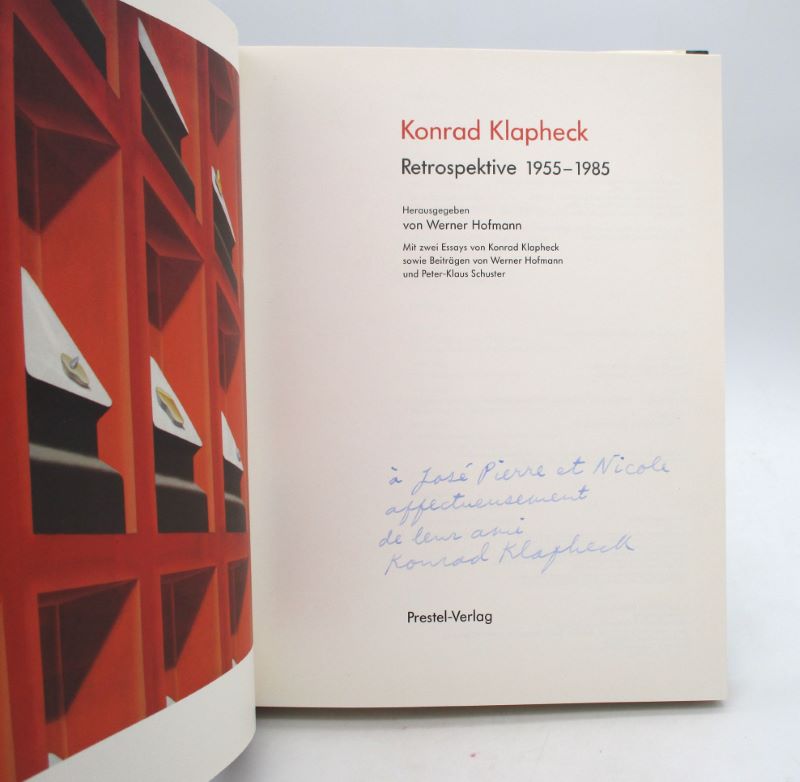 Konrad Klapheck
Retrospektive 1955–1985
Herausgegeben
von Werner Hofmann
Mit zwei Essays von Konrad Klapheck
sowie Beiträgen von Werner Hofmann
und Peter-Klaus Schuster
à José Pierre et Nicole
affectueusement
de leur ami
Konrad Klapheck
Prestel-Verlag